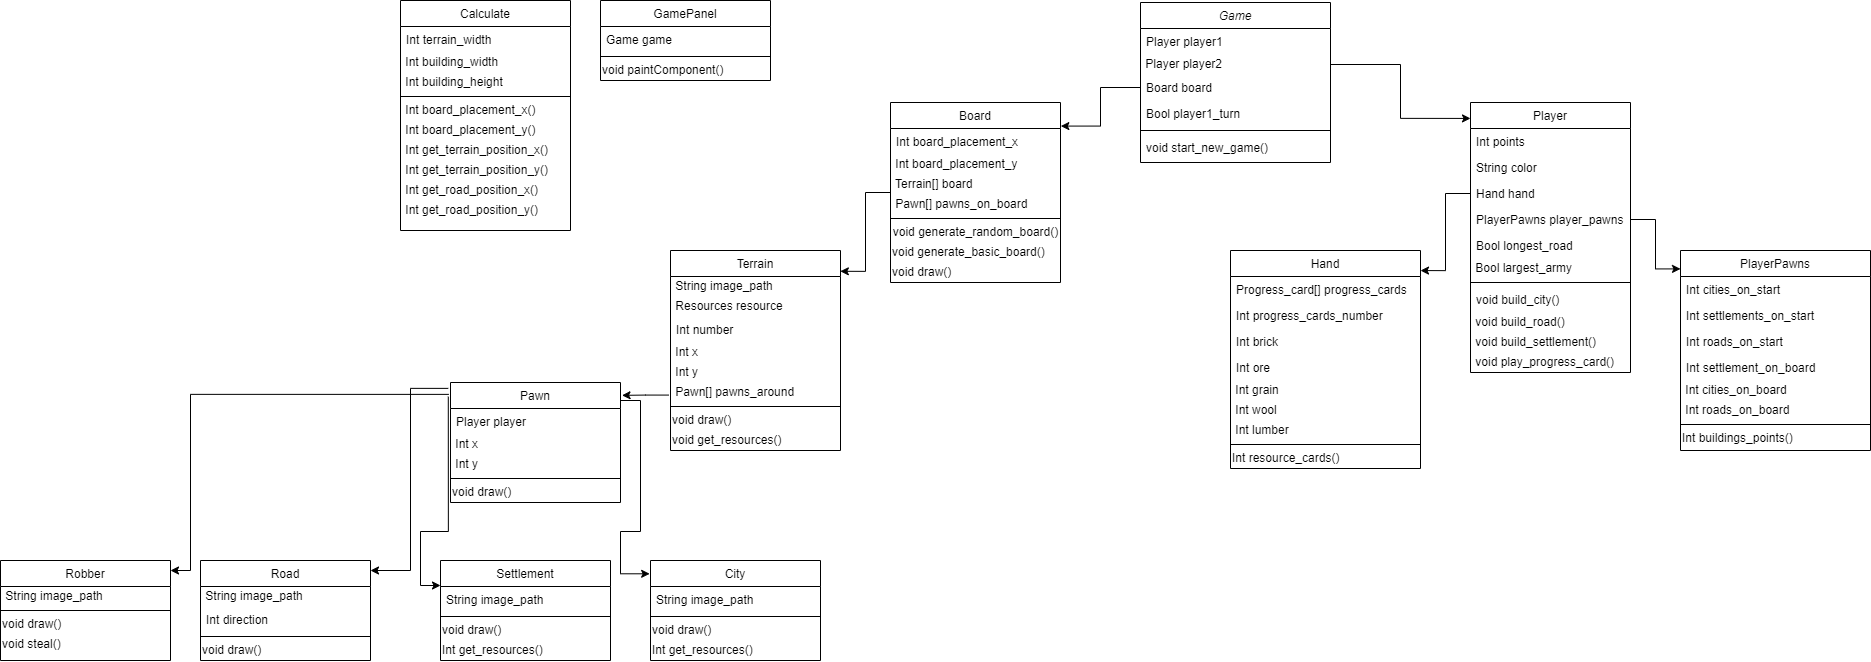 Calculate
Int terrain_width
Int building_width
Int building_height
Int board_placement_x()
Int board_placement_y()
Int get_terrain_position_x()
Int get_terrain_position_y()
Int get_road_position_x()
Int get_road_position_y()
GamePanel
Game game
void paintComponent()
Game
Player player1
Player player2
Board board
Bool player1_turn
void start_new_game()
Board
Int board_placement_x
Int board_placement_y
Terrain[] board
Pawn[] pawns_on_board
void generate_random_board()
void generate_basic_board()
void draw()
Player
Int points
String color
Hand hand
PlayerPawns player_pawns
Bool longest_road
Bool largest_army
void build_city()
void build_road()
void build_settlement()
void play_progress_card()
Terrain
String image_path
Resources resource
Int number
Int x
Int y
Pawn[] pawns_around
void draw()
void get_resources()
Hand
Progress_card[] progress_cards
Int progress_cards_number
Int brick
Int ore
Int grain
Int wool
Int lumber
Int resource_cards()
PlayerPawns
Int cities_on_start
Int settlements_on_start
Int roads_on_start
Int settlement_on_board
Int cities_on_board
Int roads_on_board
Int buildings_points()
Pawn
Player player
Int x
Int y
void draw()
Robber
String image_path
void draw()
void steal()
Road
String image_path
Int direction
void draw()
Settlement
String image_path
void draw()
Int get_resources()
City
String image_path
void draw()
Int get_resources()